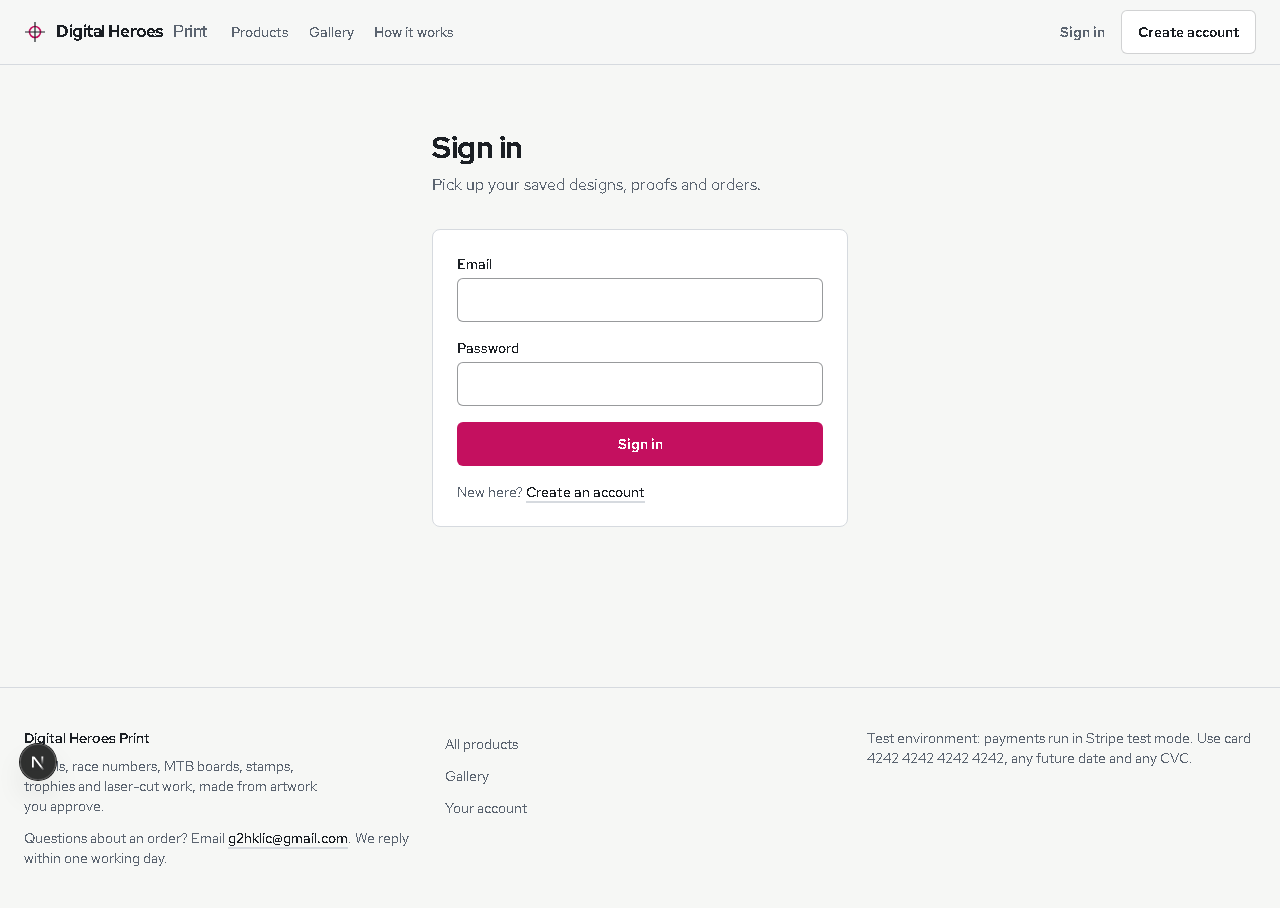 Digital Heroes Print Products Gallery How it works Sign in Create account
Sign in
Pick up your saved designs, proofs and orders.
Email
Password
Sign in
New here? Create an account
Digital Heroes Print
race numbers, MTB boards, stamps,
trophies and laser-cut work, made from artwork
you approve.
Questions about an order? Email g2hklic@gmail.com. We reply
within one working day.
All products
Gallery
Your account
Test environment: payments run in Stripe test mode. Use card
4242 4242 4242 4242, any future date and any CVC.
N